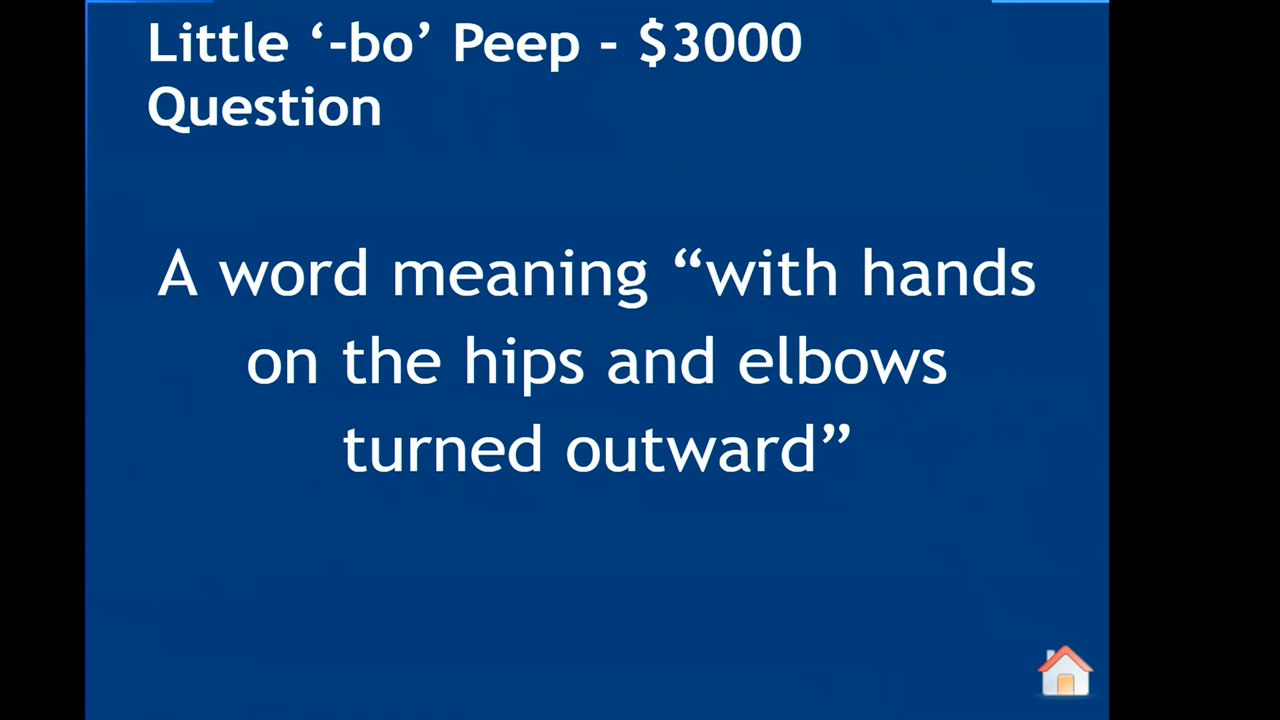 Little ‘-bo’ Peep - $3000
Question
A word meaning “with hands
on the hips and elbows
turned outward”